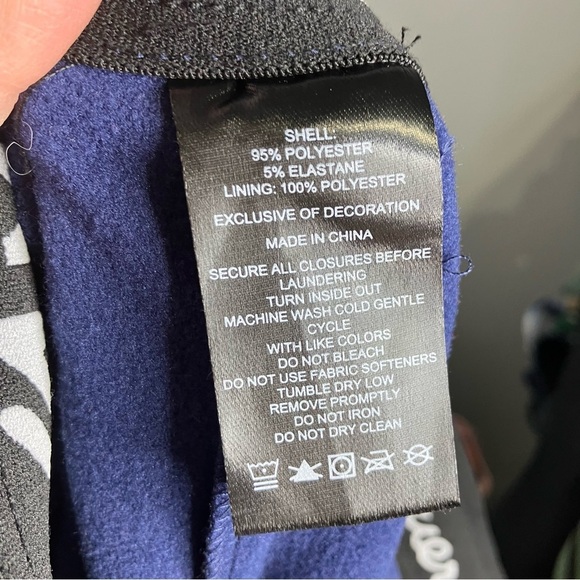 SHELL:
95% POLYESTER
5% ELASTANE
LINING: 100% POLYESTER
EXCLUSIVE OF DECORATION
MADE IN CHINA
SECURE ALL CLOSURES BEFORE
LAUNDERING
TURN INSIDE OUT
MACHINE WASH COLD GENTLE
CYCLE
WITH LIKE COLORS
DO NOT BLEACH
DO NOT USE FABRIC SOFTENERS
TUMBLE DRY LOW
REMOVE PROMPTLY
DO NOT IRON
DO NOT DRY CLEAN